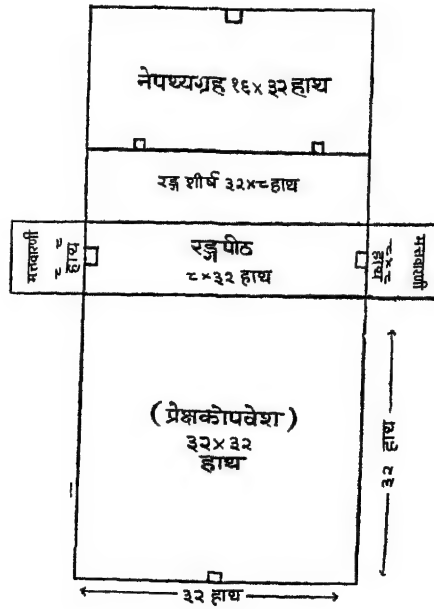 नेपथ्यग्रह १६×३२ हाथ
रङ्ग शीर्ष ३२×८ हाथ
मत्तवारणी
८×८
हाथ
रङ्गपीठ
८×३२ हाथ
मत्तवारणी
८×८
हाथ
(प्रेक्षकोपवेश)
३२×३२
हाथ
३२ हाथ
३२ हाथ